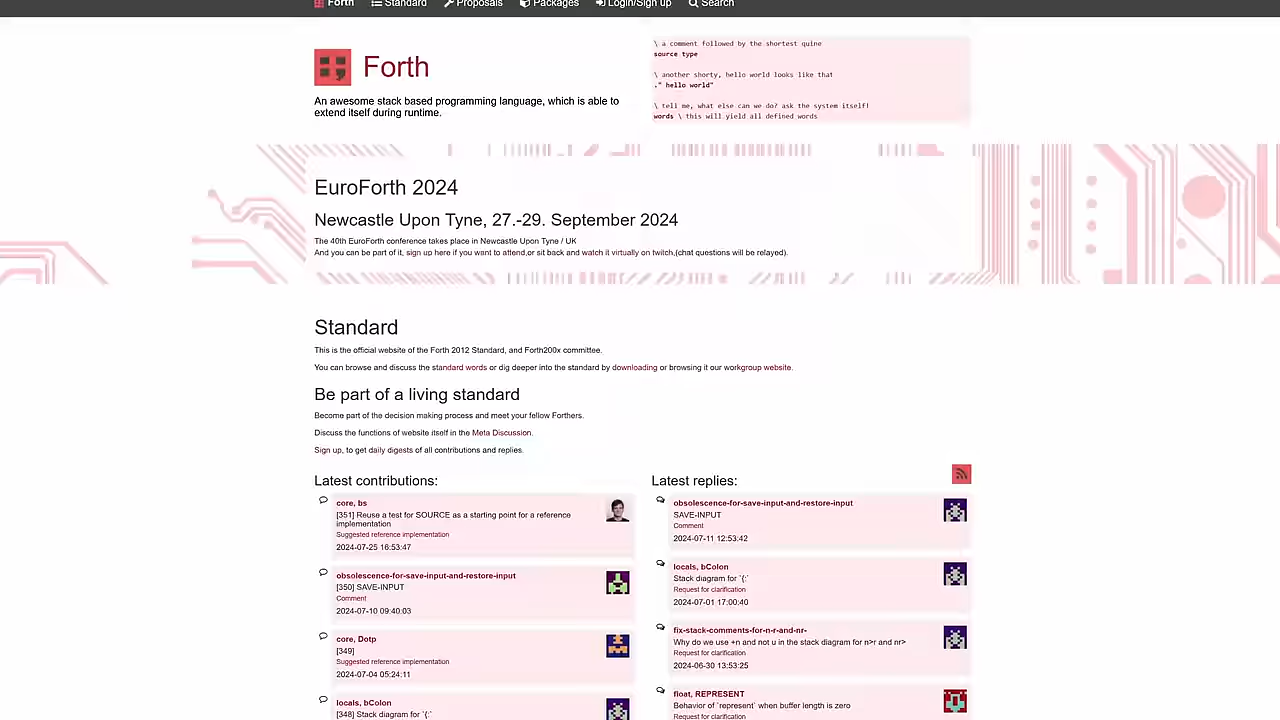 Forth Standard Proposals Packages Login/Sign up Search
Forth
An awesome stack based programming language, which is able to
extend itself during runtime.
\ a comment followed by the shortest quine
source type
\ another shorty, hello world looks like that
." hello world"
\ tell me, what else can we do? ask the system itself!
words \ this will yield all defined words
EuroForth 2024
Newcastle Upon Tyne, 27.-29. September 2024
The 40th EuroForth conference takes place in Newcastle Upon Tyne / UK
And you can be part of it, sign up here if you want to attend,or sit back and watch it virtually on twitch,(chat questions will be relayed).
Standard
This is the official website of the Forth 2012 Standard, and Forth200x committee.
You can browse and discuss the standard words or dig deeper into the standard by downloading or browsing it our workgroup website.
Be part of a living standard
Become part of the decision making process and meet your fellow Forthers.
Discuss the functions of website itself in the Meta Discussion.
Sign up, to get daily digests of all contributions and replies.
Latest contributions:
core, bs
[351] Reuse a test for SOURCE as a starting point for a reference
implementation
Suggested reference implementation
2024-07-25 16:53:47
obsolescence-for-save-input-and-restore-input
[350] SAVE-INPUT
Comment
2024-07-10 09:40:03
core, Dotp
[349]
Suggested reference implementation
2024-07-04 05:24:11
locals, bColon
[348] Stack diagram for `{:`
Latest replies:
obsolescence-for-save-input-and-restore-input
SAVE-INPUT
Comment
2024-07-11 12:53:42
locals, bColon
Stack diagram for `{:`
Request for clarification
2024-07-01 17:00:40
fix-stack-comments-for-n-r-and-nr-
Why do we use +n and not u in the stack diagram for n>r and nr>
Request for clarification
2024-06-30 13:53:25
float, REPRESENT
Behavior of `represent` when buffer length is zero
Request for clarification